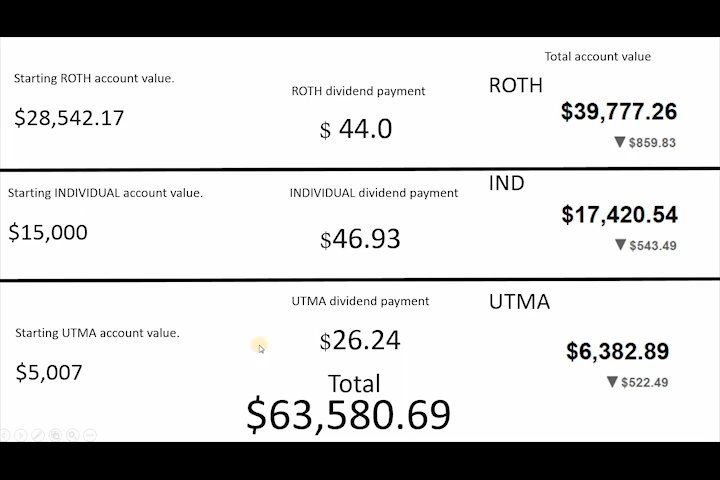 Total account value
Starting ROTH account value.
ROTH dividend payment
ROTH
$28,542.17
$ 44.0
$39,777.26
▼ $859.83
Starting INDIVIDUAL account value.
INDIVIDUAL dividend payment
IND
$15,000
$46.93
$17,420.54
▼ $543.49
UTMA dividend payment
UTMA
Starting UTMA account value.
$26.24
$5,007
$6,382.89
▼ $522.49
Total
$63,580.69